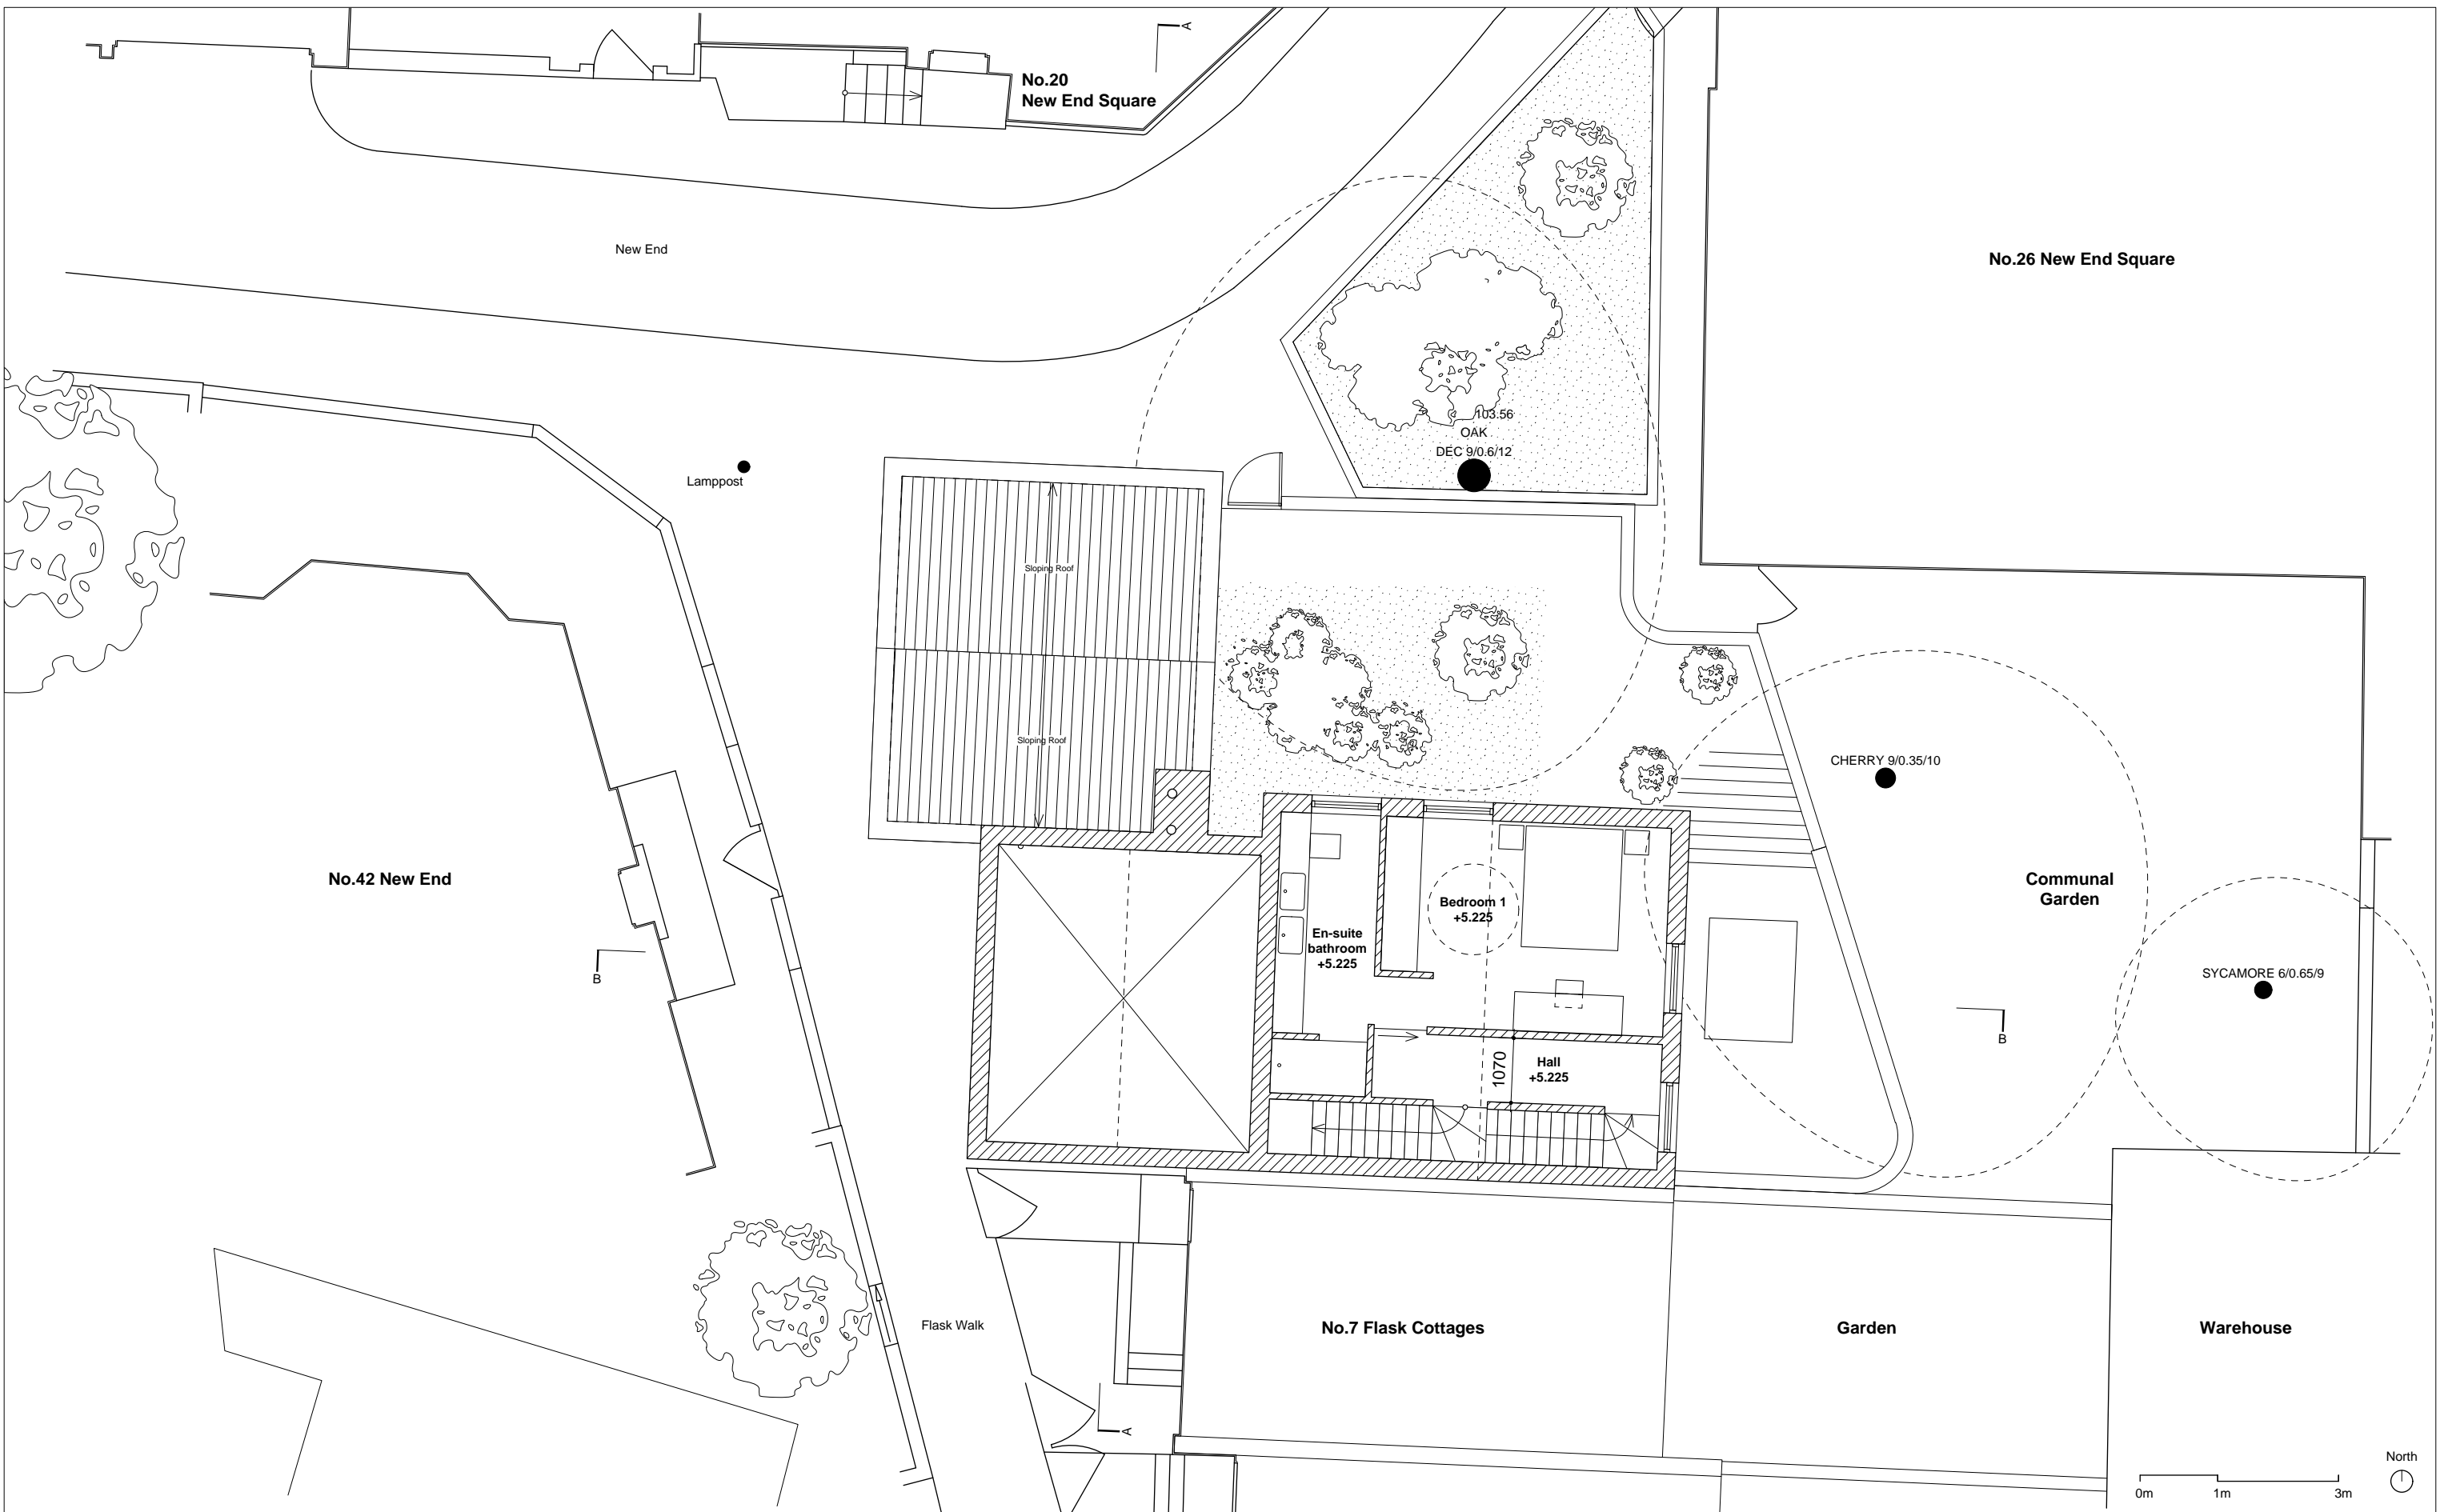 A
No.20
New End Square
New End
No.26 New End Square
103.56
OAK
DEC 9/0.6/12
Lamppost
Sloping Roof
Sloping Roof
CHERRY 9/0.35/10
No.42 New End
Communal
Garden
Bedroom 1
+5.225
En-suite
bathroom
+5.225
SYCAMORE 6/0.65/9
B
B
1070
Hall
+5.225
Flask Walk
No.7 Flask Cottages
Garden
Warehouse
A
North
0m
1m
3m